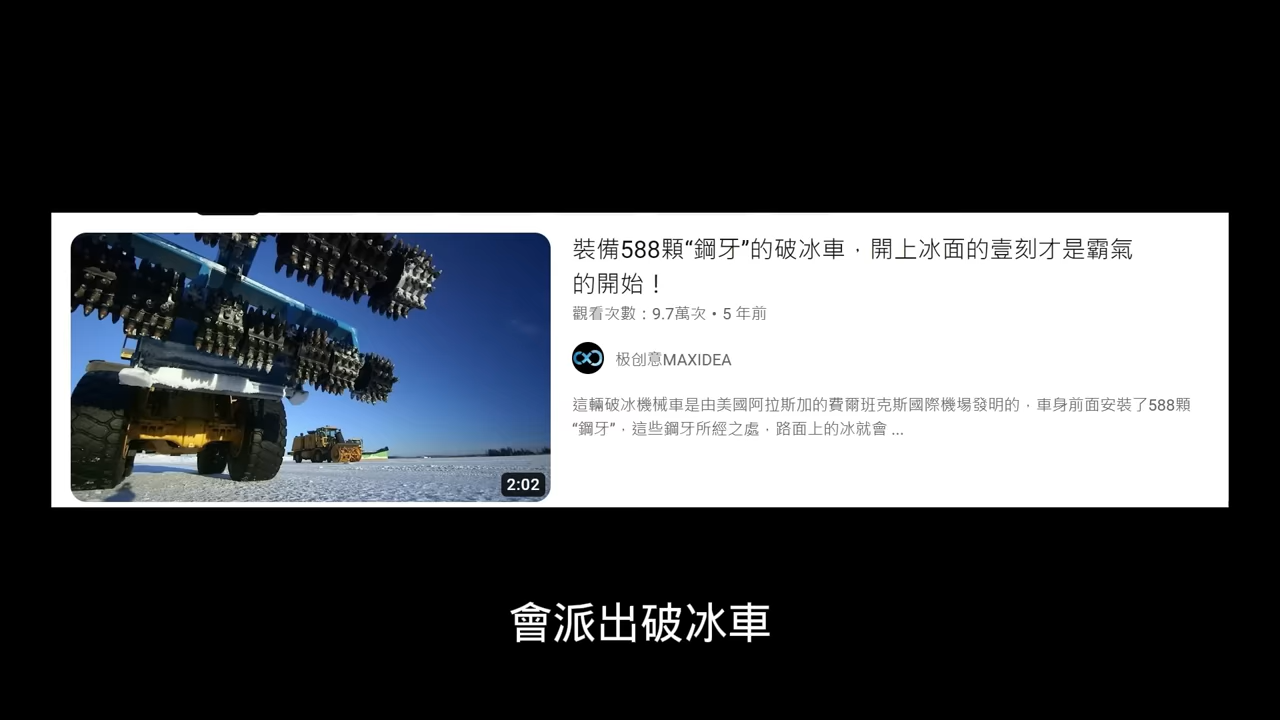 裝備588顆“鋼牙”的破冰車，開上冰面的壹刻才是霸氣
的開始！
觀看次數：9.7萬次 • 5 年前
极创意MAXIDEA
這輛破冰機械車是由美國阿拉斯加的費爾班克斯國際機場發明的，車身前面安裝了588顆
“鋼牙”，這些鋼牙所經之處，路面上的冰就會 ...
2:02
會派出破冰車